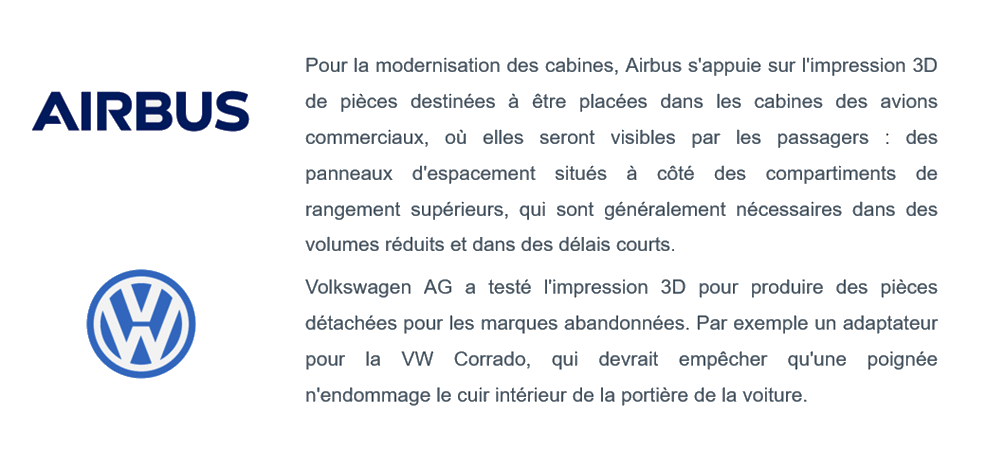 AIRBUS
Pour la modernisation des cabines, Airbus s'appuie sur l'impression 3D
de pièces destinées à être placées dans les cabines des avions
commerciaux, où elles seront visibles par les passagers : des
panneaux d'espacement situés à côté des compartiments de
rangement supérieurs, qui sont généralement nécessaires dans des
volumes réduits et dans des délais courts.
VW
Volkswagen AG a testé l'impression 3D pour produire des pièces
détachées pour les marques abandonnées. Par exemple un adaptateur
pour la VW Corrado, qui devrait empêcher qu'une poignée
n'endommage le cuir intérieur de la portière de la voiture.